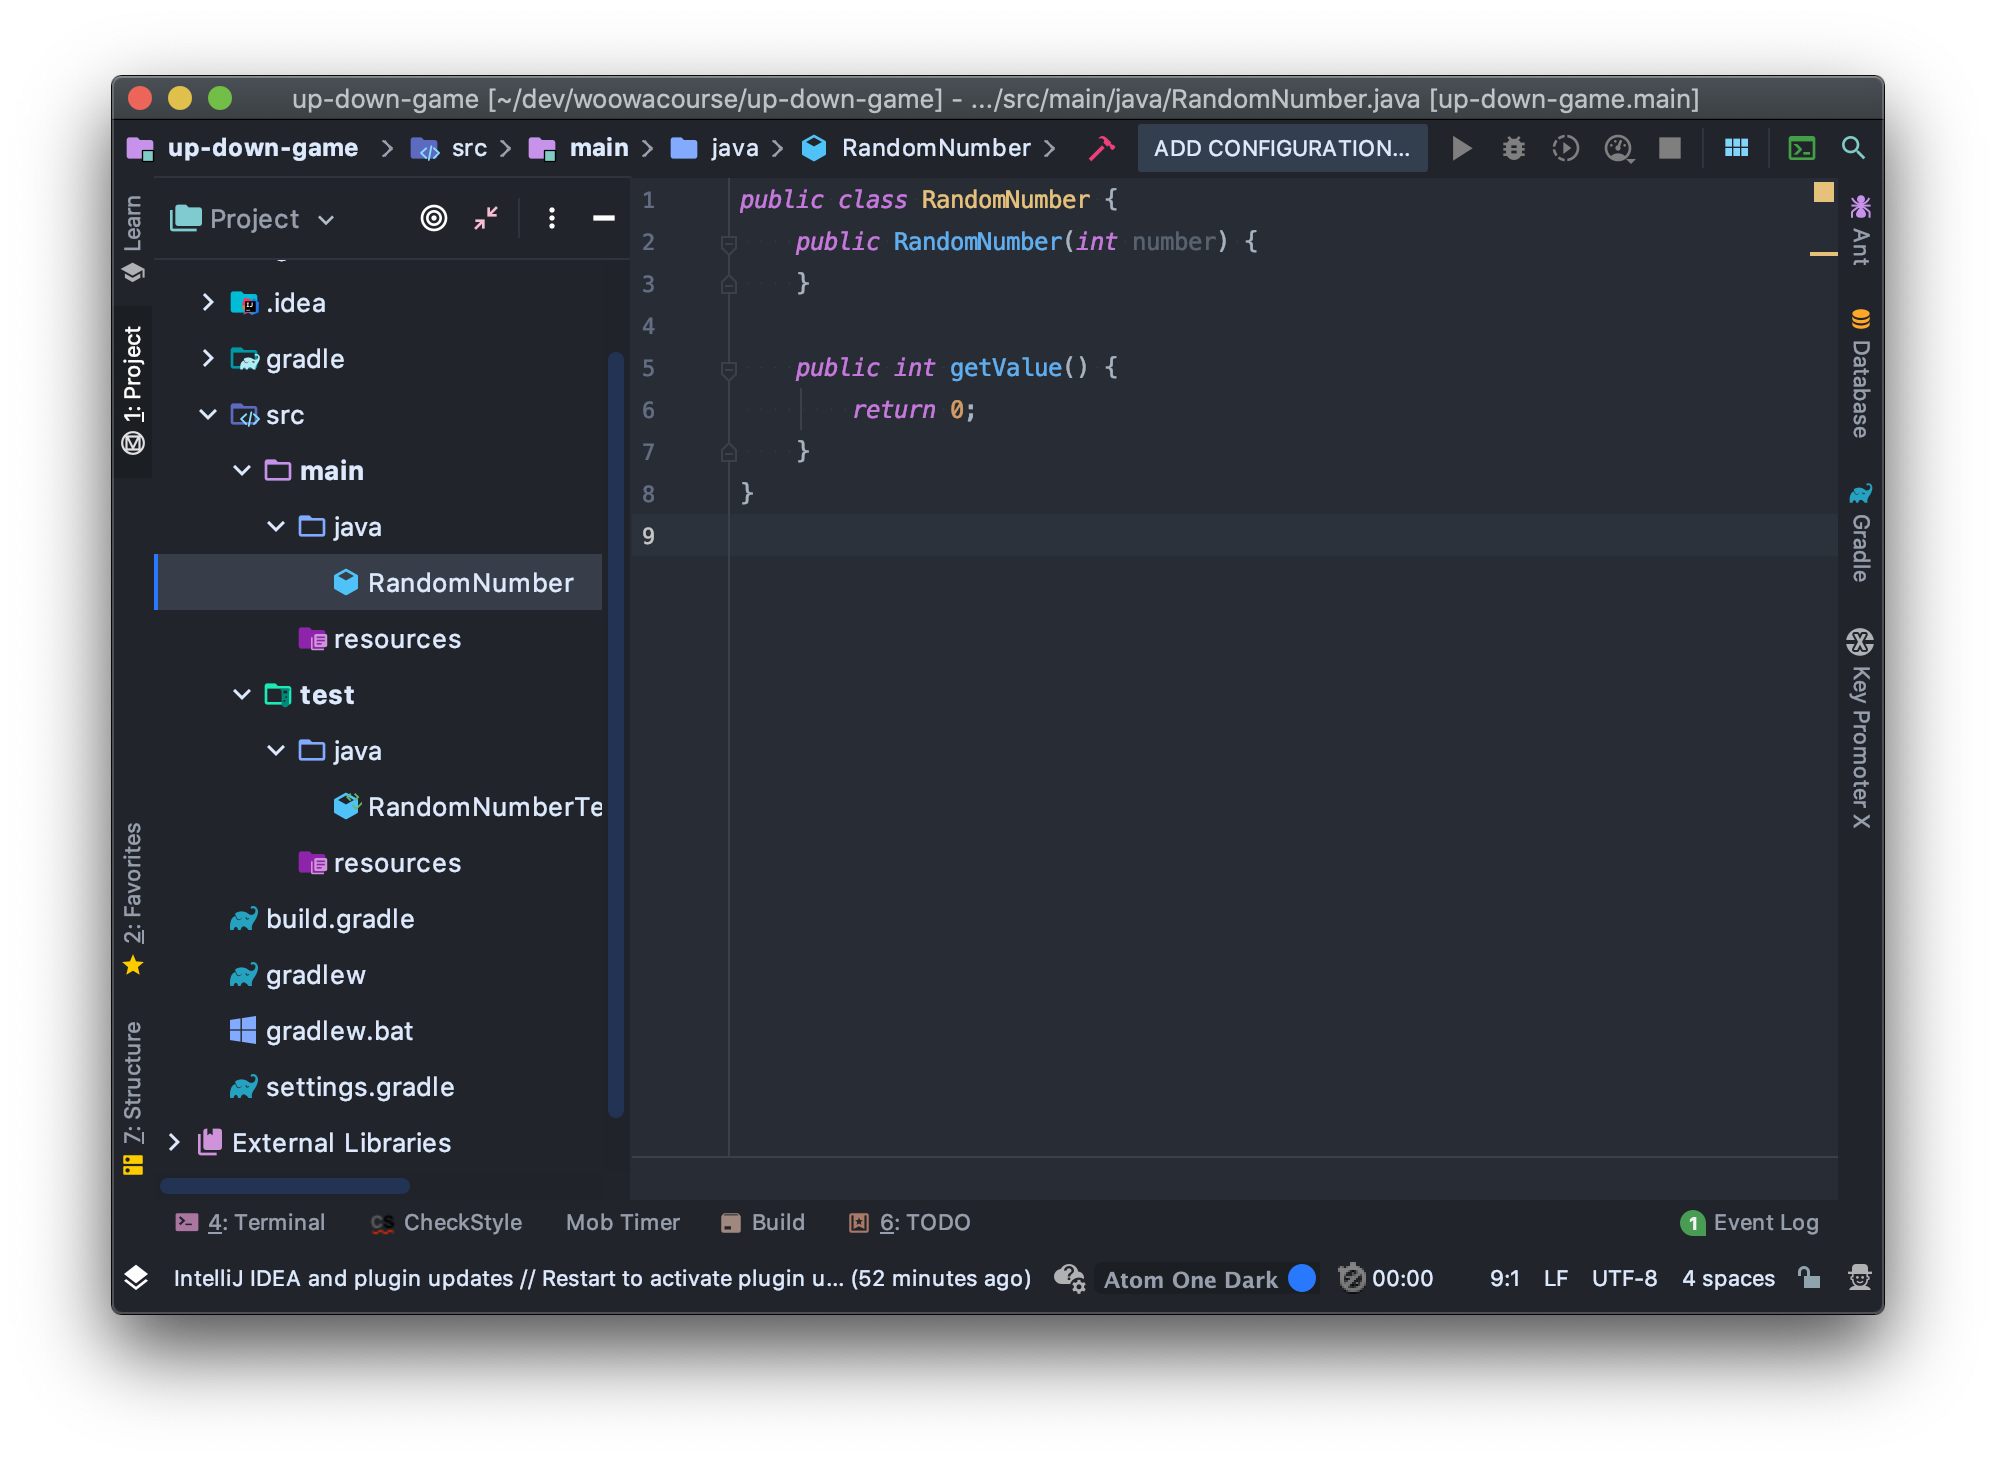 up-down-game [~/dev/woowacourse/up-down-game] - .../src/main/java/RandomNumber.java [up-down-game.main]
up-down-game > src > main > java > RandomNumber > ADD CONFIGURATION...
Learn
1: Project
2: Favorites
7: Structure
Project
.idea
gradle
src
main
java
RandomNumber
resources
test
java
RandomNumberTe
resources
build.gradle
gradlew
gradlew.bat
settings.gradle
External Libraries
1 public class RandomNumber {
2     public RandomNumber(int number) {
3     }
4
5     public int getValue() {
6         return 0;
7     }
8 }
9
Ant
Database
Gradle
Key Promoter X
4: Terminal CS CheckStyle Mob Timer Build 6: TODO 1 Event Log
IntelliJ IDEA and plugin updates // Restart to activate plugin u... (52 minutes ago) Atom One Dark 00:00 9:1 LF UTF-8 4 spaces